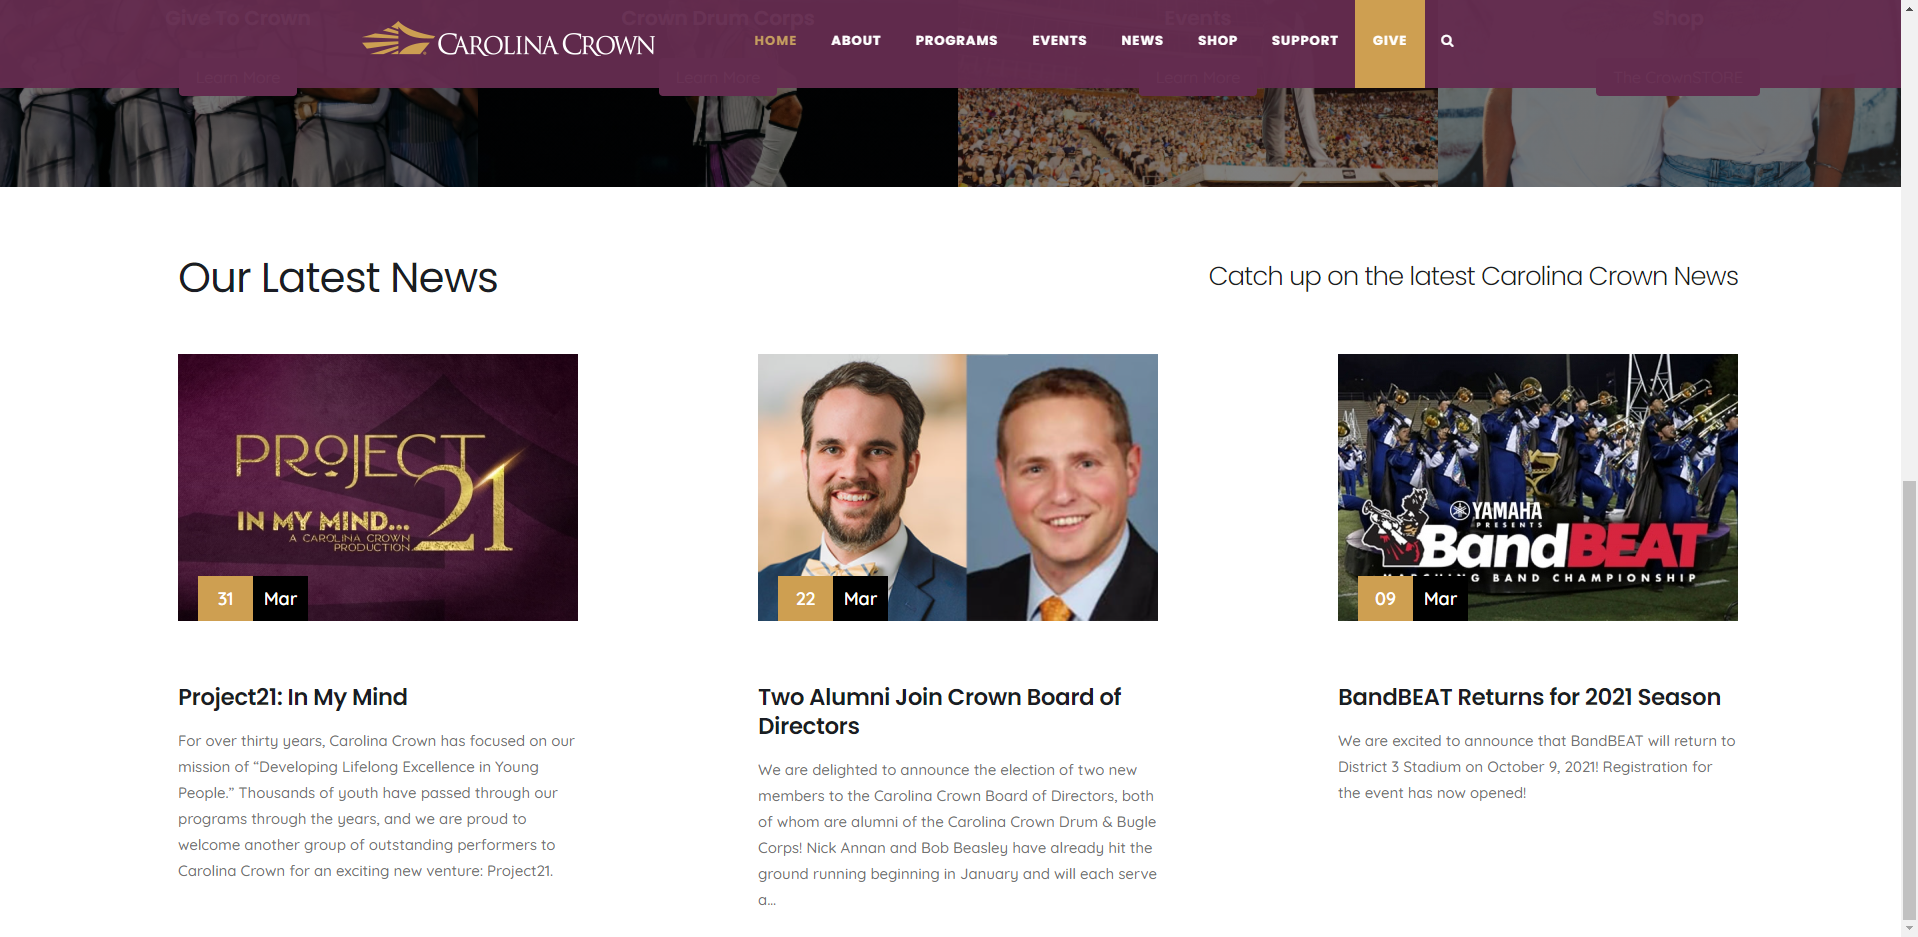 Give To Crown
Crown Drum Corps
Events
Shop
CAROLINA CROWN
HOME
ABOUT
PROGRAMS
EVENTS
NEWS
SHOP
SUPPORT
GIVE
Learn More
Learn More
Learn More
The CrownSTORE
Our Latest News
Catch up on the latest Carolina Crown News
PROJECT
21
IN MY MIND...
A CAROLINA CROWN
PRODUCTION
31 Mar
Project21: In My Mind
For over thirty years, Carolina Crown has focused on our
mission of “Developing Lifelong Excellence in Young
People.” Thousands of youth have passed through our
programs through the years, and we are proud to
welcome another group of outstanding performers to
Carolina Crown for an exciting new venture: Project21.
22 Mar
Two Alumni Join Crown Board of
Directors
We are delighted to announce the election of two new
members to the Carolina Crown Board of Directors, both
of whom are alumni of the Carolina Crown Drum & Bugle
Corps! Nick Annan and Bob Beasley have already hit the
ground running beginning in January and will each serve
a...
YAMAHA
PRESENTS
BandBEAT
MARCHING BAND CHAMPIONSHIP
09 Mar
BandBEAT Returns for 2021 Season
We are excited to announce that BandBEAT will return to
District 3 Stadium on October 9, 2021! Registration for
the event has now opened!